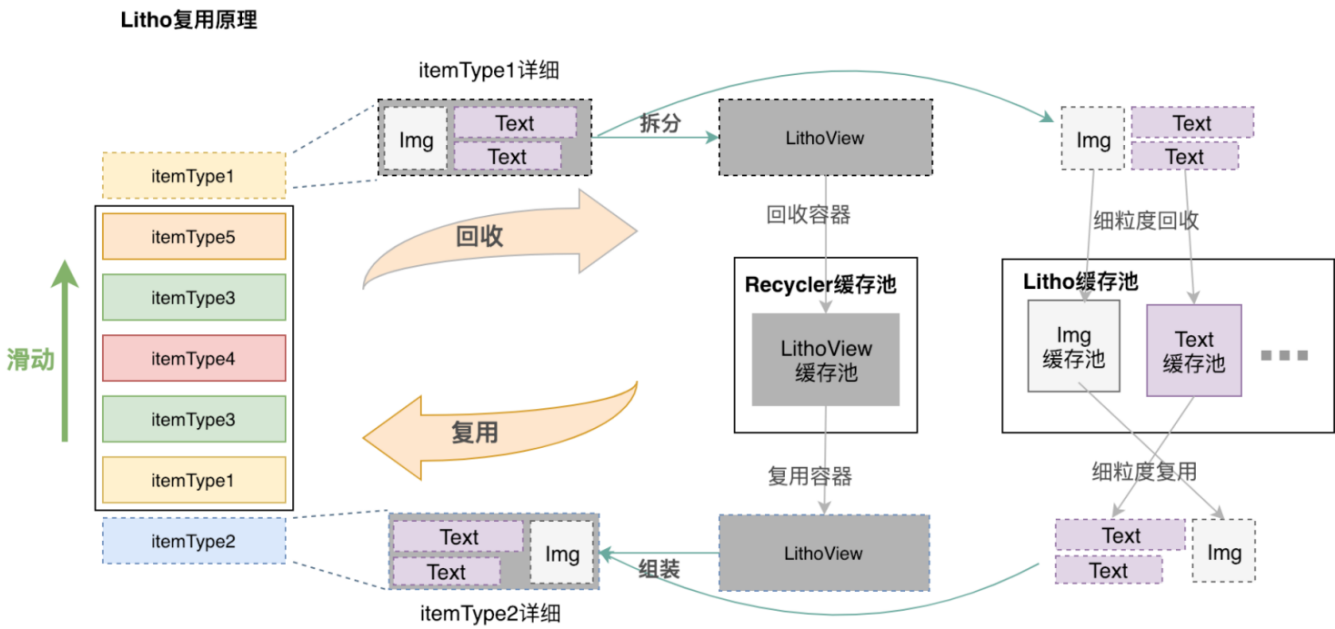 Litho复用原理
itemType1详细
Img
Text
Text
拆分
LithoView
Img
Text
Text
itemType1
itemType5
itemType3
itemType4
itemType3
itemType1
itemType2
滑动
回收
回收容器
细粒度回收
Recycler缓存池
LithoView
缓存池
Litho缓存池
Img
缓存池
Text
缓存池
复用
复用容器
细粒度复用
Text
Text
Img
组装
LithoView
Text
Text
Img
itemType2详细